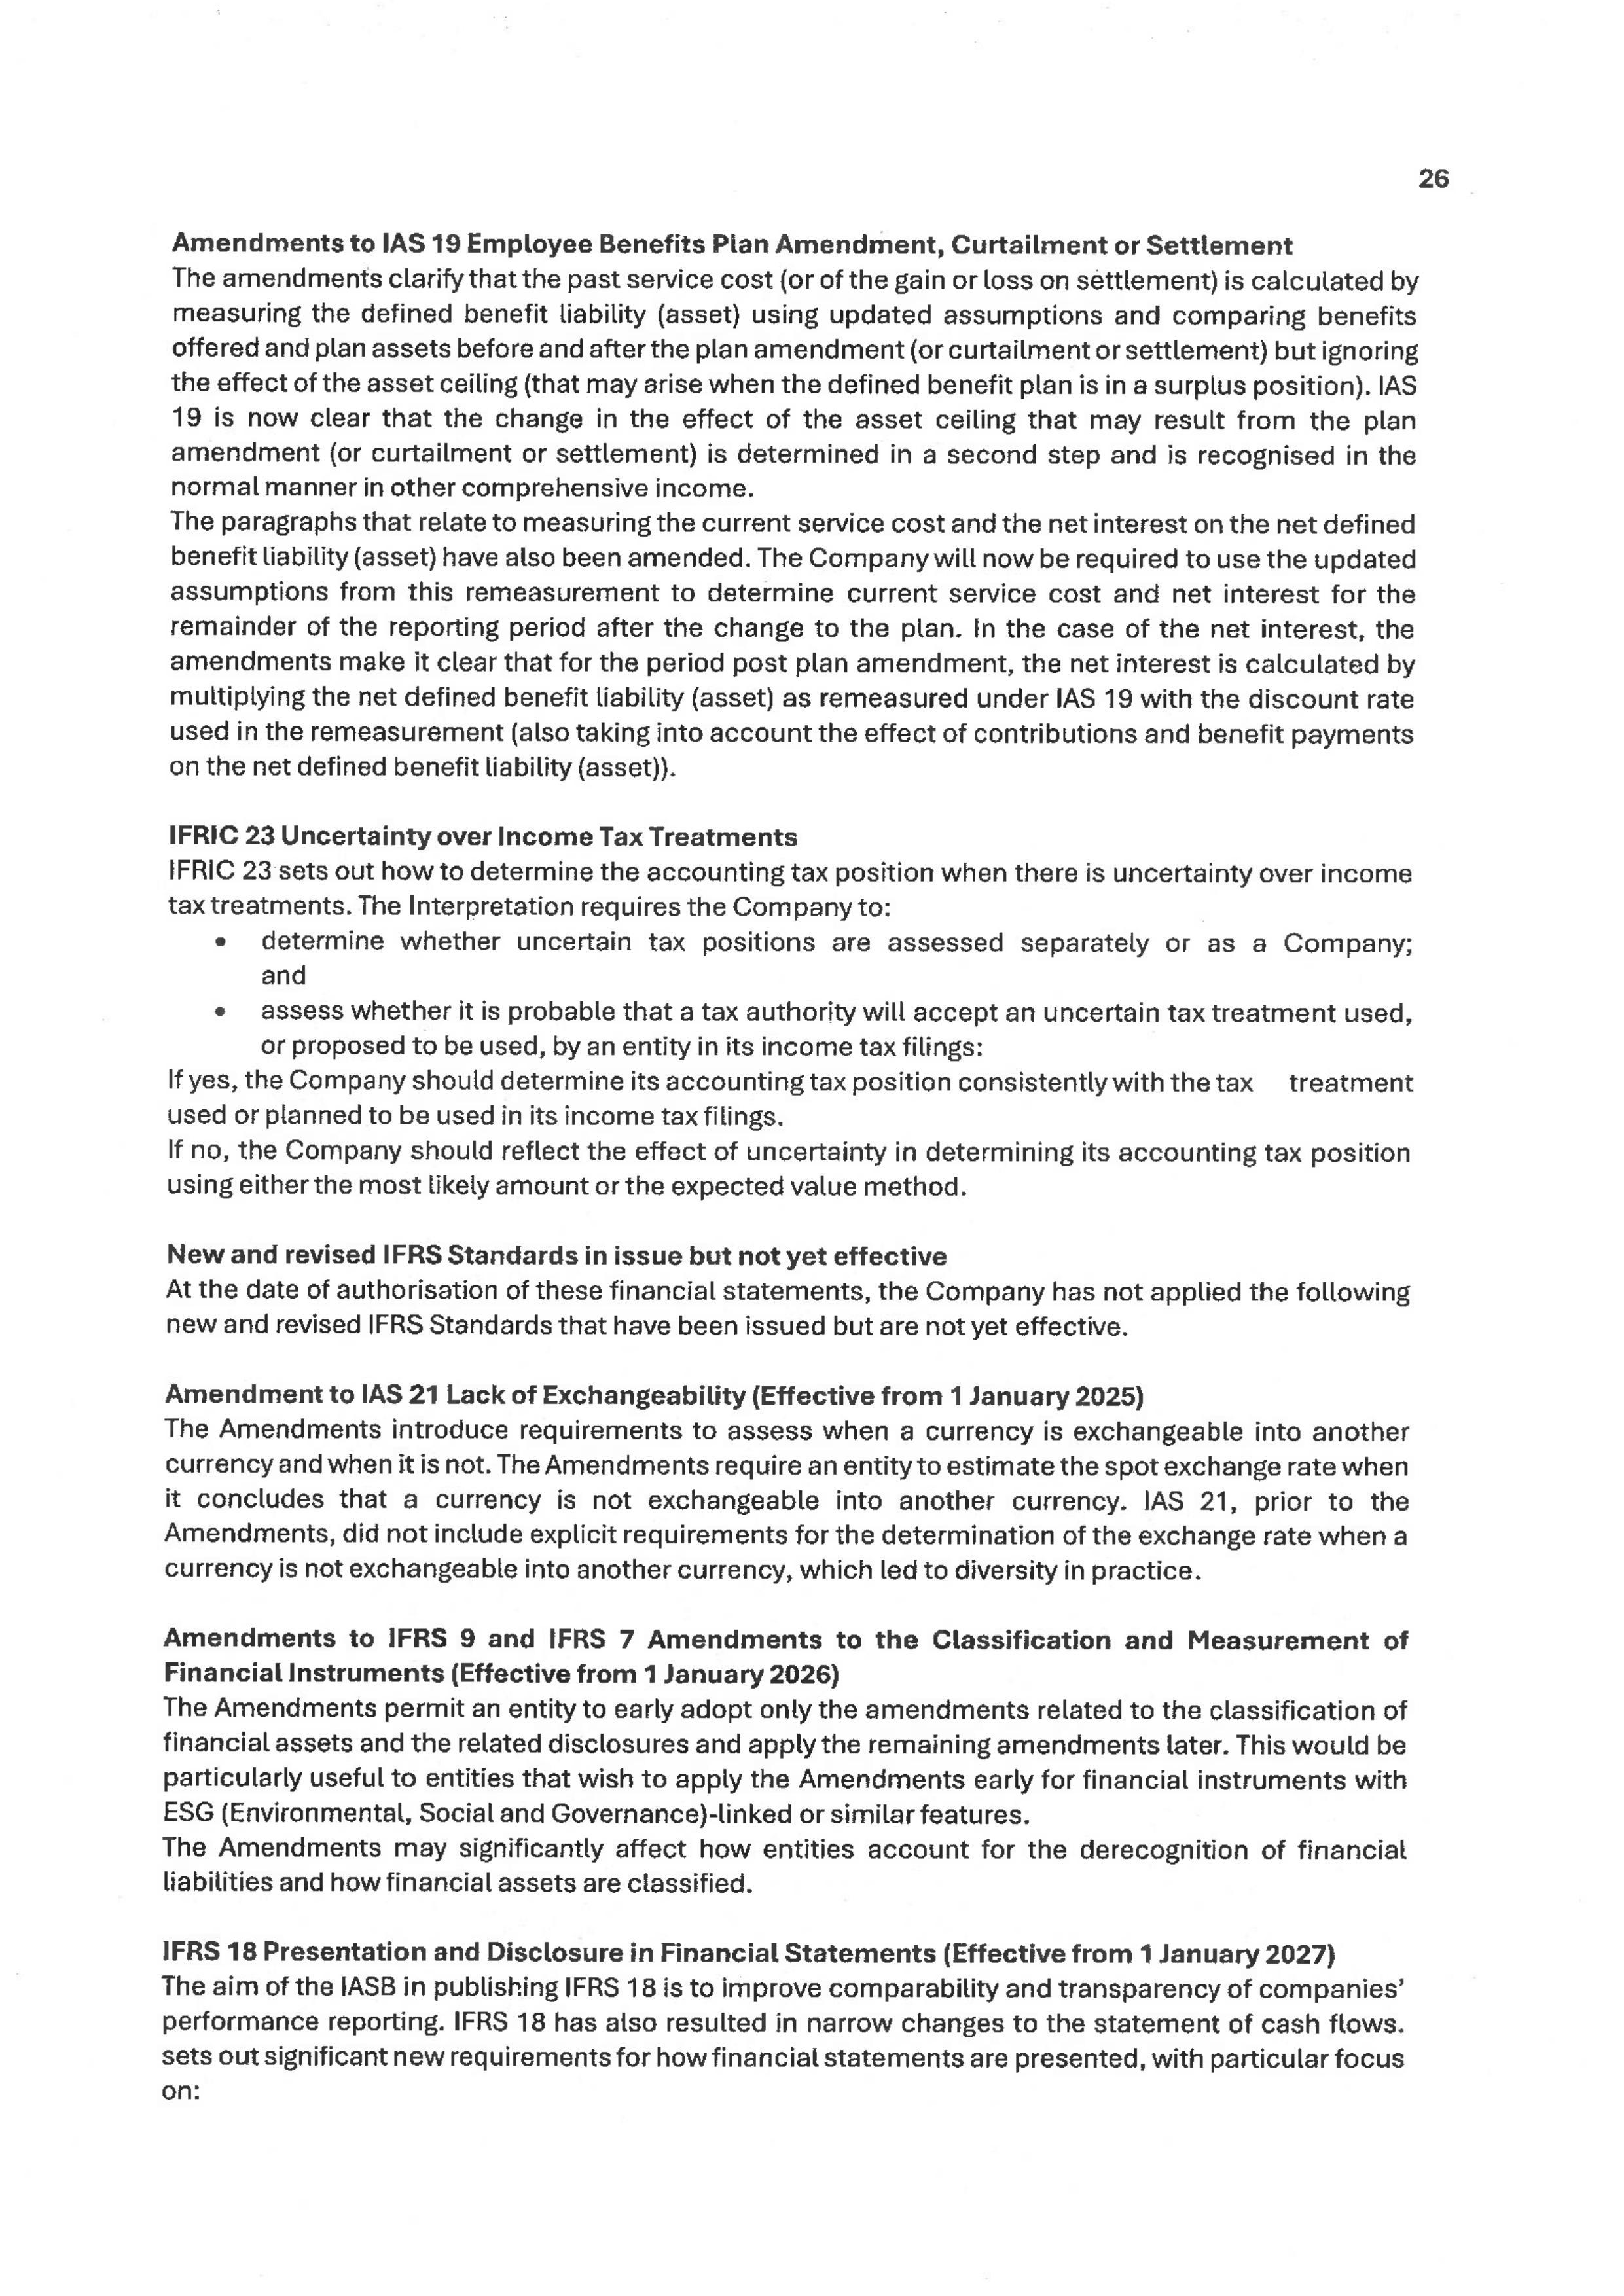 26
Amendments to IAS 19 Employee Benefits Plan Amendment, Curtailment or Settlement
The amendments clarify that the past service cost (or of the gain or loss on settlement) is calculated by
measuring the defined benefit liability (asset) using updated assumptions and comparing benefits
offered and plan assets before and after the plan amendment (or curtailment or settlement) but ignoring
the effect of the asset ceiling (that may arise when the defined benefit plan is in a surplus position). IAS
19 is now clear that the change in the effect of the asset ceiling that may result from the plan
amendment (or curtailment or settlement) is determined in a second step and is recognised in the
normal manner in other comprehensive income.
The paragraphs that relate to measuring the current service cost and the net interest on the net defined
benefit liability (asset) have also been amended. The Company will now be required to use the updated
assumptions from this remeasurement to determine current service cost and net interest for the
remainder of the reporting period after the change to the plan. In the case of the net interest, the
amendments make it clear that for the period post plan amendment, the net interest is calculated by
multiplying the net defined benefit liability (asset) as remeasured under IAS 19 with the discount rate
used in the remeasurement (also taking into account the effect of contributions and benefit payments
on the net defined benefit liability (asset)).
IFRIC 23 Uncertainty over Income Tax Treatments
IFRIC 23 sets out how to determine the accounting tax position when there is uncertainty over income
tax treatments. The Interpretation requires the Company to:
• determine whether uncertain tax positions are assessed separately or as a Company;
and
• assess whether it is probable that a tax authority will accept an uncertain tax treatment used,
or proposed to be used, by an entity in its income tax filings:
If yes, the Company should determine its accounting tax position consistently with the tax treatment
used or planned to be used in its income tax filings.
If no, the Company should reflect the effect of uncertainty in determining its accounting tax position
using either the most likely amount or the expected value method.
New and revised IFRS Standards in issue but not yet effective
At the date of authorisation of these financial statements, the Company has not applied the following
new and revised IFRS Standards that have been issued but are not yet effective.
Amendment to IAS 21 Lack of Exchangeability (Effective from 1 January 2025)
The Amendments introduce requirements to assess when a currency is exchangeable into another
currency and when it is not. The Amendments require an entity to estimate the spot exchange rate when
it concludes that a currency is not exchangeable into another currency. IAS 21, prior to the
Amendments, did not include explicit requirements for the determination of the exchange rate when a
currency is not exchangeable into another currency, which led to diversity in practice.
Amendments to IFRS 9 and IFRS 7 Amendments to the Classification and Measurement of
Financial Instruments (Effective from 1 January 2026)
The Amendments permit an entity to early adopt only the amendments related to the classification of
financial assets and the related disclosures and apply the remaining amendments later. This would be
particularly useful to entities that wish to apply the Amendments early for financial instruments with
ESG (Environmental, Social and Governance)-linked or similar features.
The Amendments may significantly affect how entities account for the derecognition of financial
liabilities and how financial assets are classified.
IFRS 18 Presentation and Disclosure in Financial Statements (Effective from 1 January 2027)
The aim of the IASB in publishing IFRS 18 is to improve comparability and transparency of companies’
performance reporting. IFRS 18 has also resulted in narrow changes to the statement of cash flows.
sets out significant new requirements for how financial statements are presented, with particular focus
on: